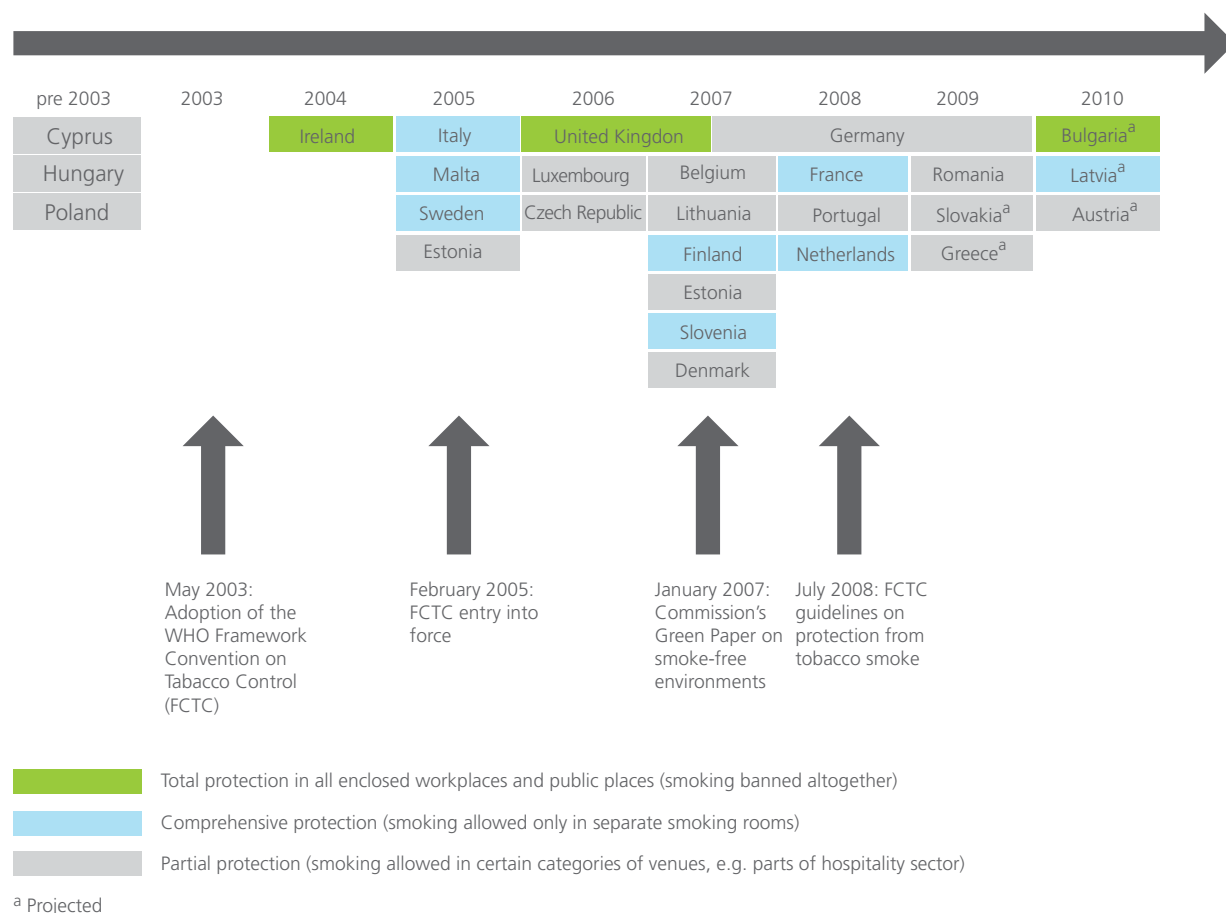 pre 2003 2003 2004 2005 2006 2007 2008 2009 2010
Cyprus Ireland Italy United Kingdon Germany Bulgariaª
Hungary Malta Luxembourg Belgium France Romania Latviaª
Poland Sweden Czech Republic Lithuania Portugal Slovakiaª Austriaª
Estonia Finland Netherlands Greeceª
Estonia
Slovenia
Denmark
May 2003:
Adoption of the
WHO Framework
Convention on
Tabacco Control
(FCTC)
February 2005:
FCTC entry into
force
January 2007:
Commission’s
Green Paper on
smoke-free
environments
July 2008: FCTC
guidelines on
protection from
tobacco smoke
Total protection in all enclosed workplaces and public places (smoking banned altogether)
Comprehensive protection (smoking allowed only in separate smoking rooms)
Partial protection (smoking allowed in certain categories of venues, e.g. parts of hospitality sector)
ª Projected